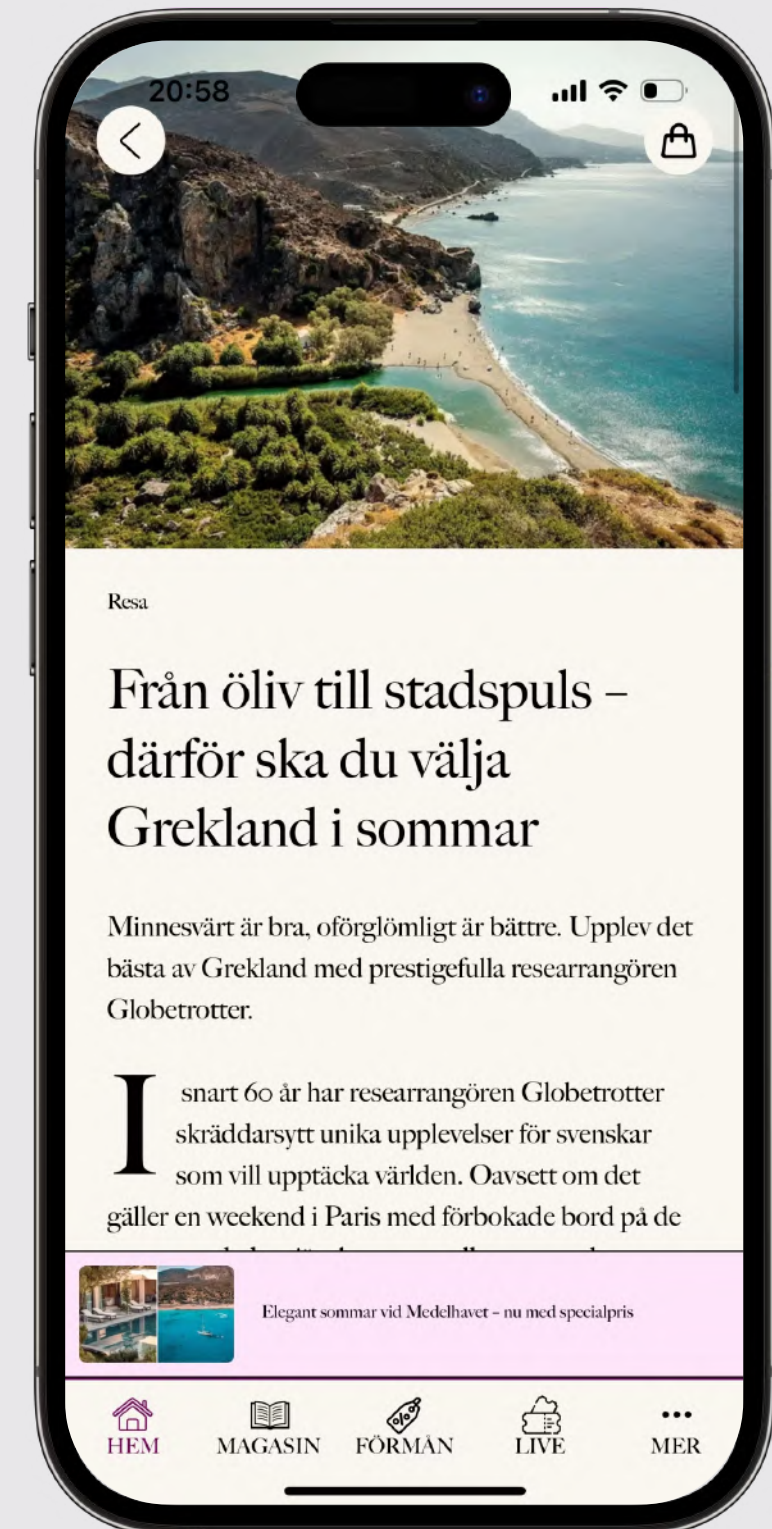 20:58
Resa
Från öliv till stadspuls –
därför ska du välja
Grekland i sommar
Minnesvärt är bra, oförglömligt är bättre. Upplev det
bästa av Grekland med prestigefulla researrangören
Globetrotter.
I snart 60 år har researrangören Globetrotter
skräddarsytt unika upplevelser för svenskar
som vill upptäcka världen. Oavsett om det
gäller en weekend i Paris med förbokade bord på de
Elegant sommar vid Medelhavet – nu med specialpris
HEM
MAGASIN
FÖRMÅN
LIVE
MER